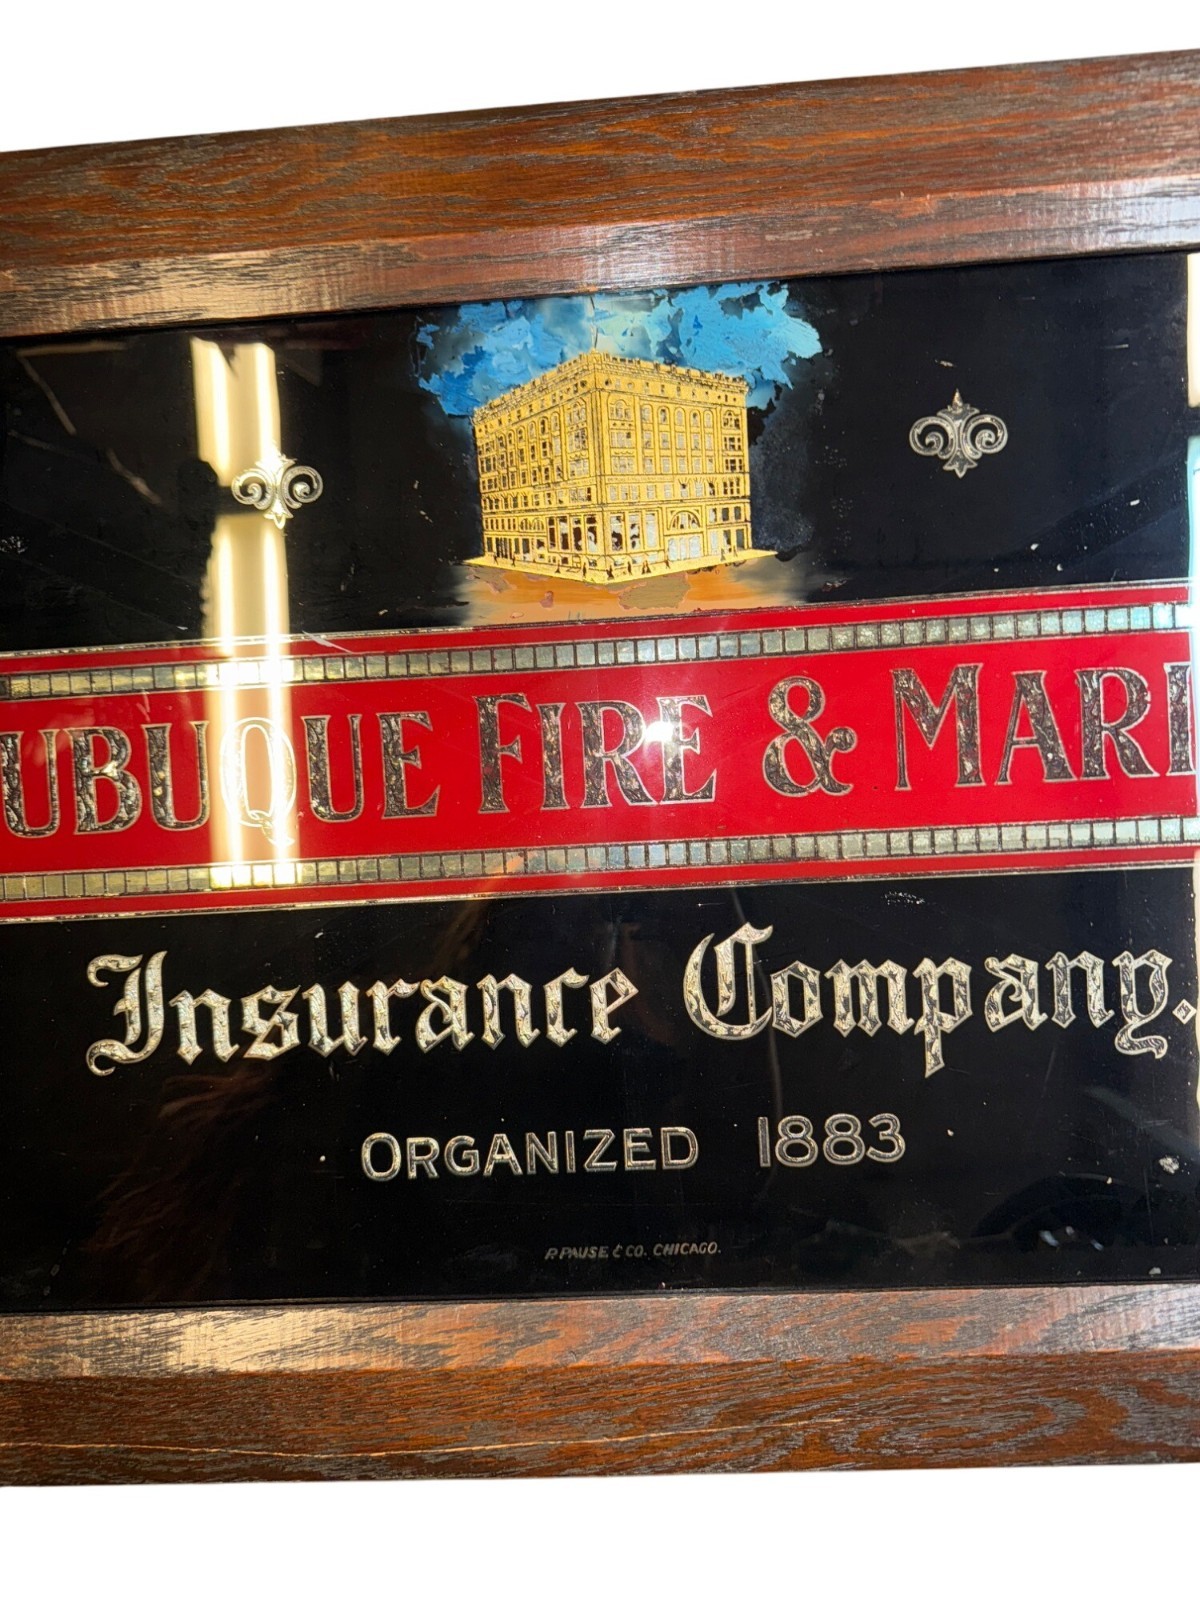 UBUQUE FIRE & MARI
Insurance Company.
ORGANIZED 1883
R PAUSE & CO. CHICAGO.